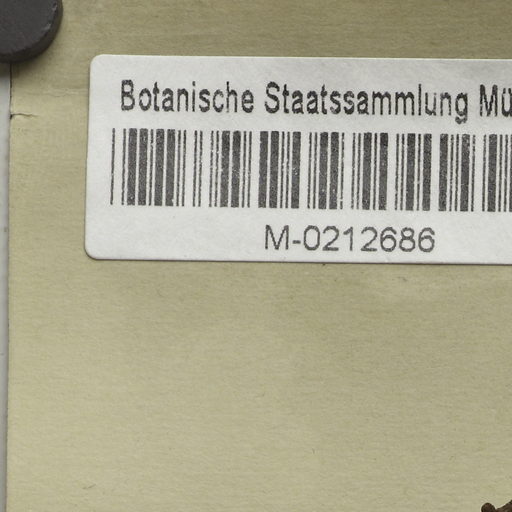 Botanische Staatssammlung Mü
M-0212686